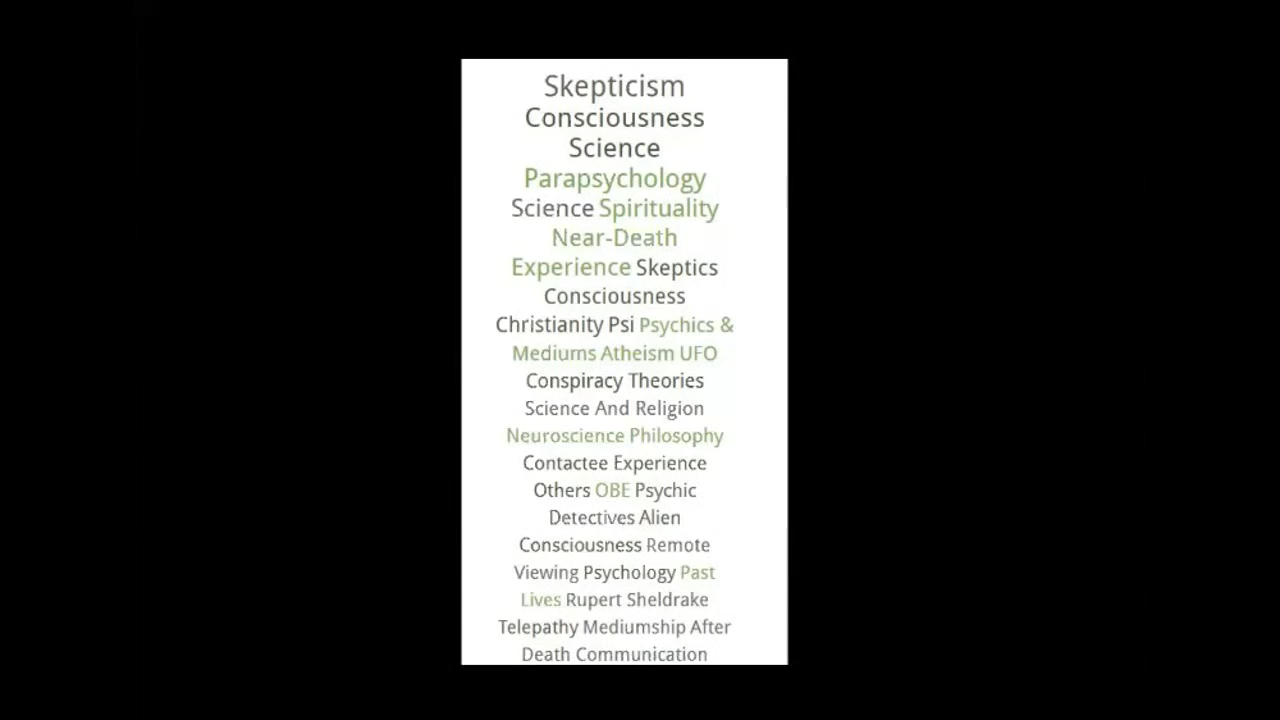 Skepticism
Consciousness
Science
Parapsychology
Science Spirituality
Near-Death
Experience Skeptics
Consciousness
Christianity Psi Psychics &
Mediums Atheism UFO
Conspiracy Theories
Science And Religion
Neuroscience Philosophy
Contactee Experience
Others OBE Psychic
Detectives Alien
Consciousness Remote
Viewing Psychology Past
Lives Rupert Sheldrake
Telepathy Mediumship After
Death Communication